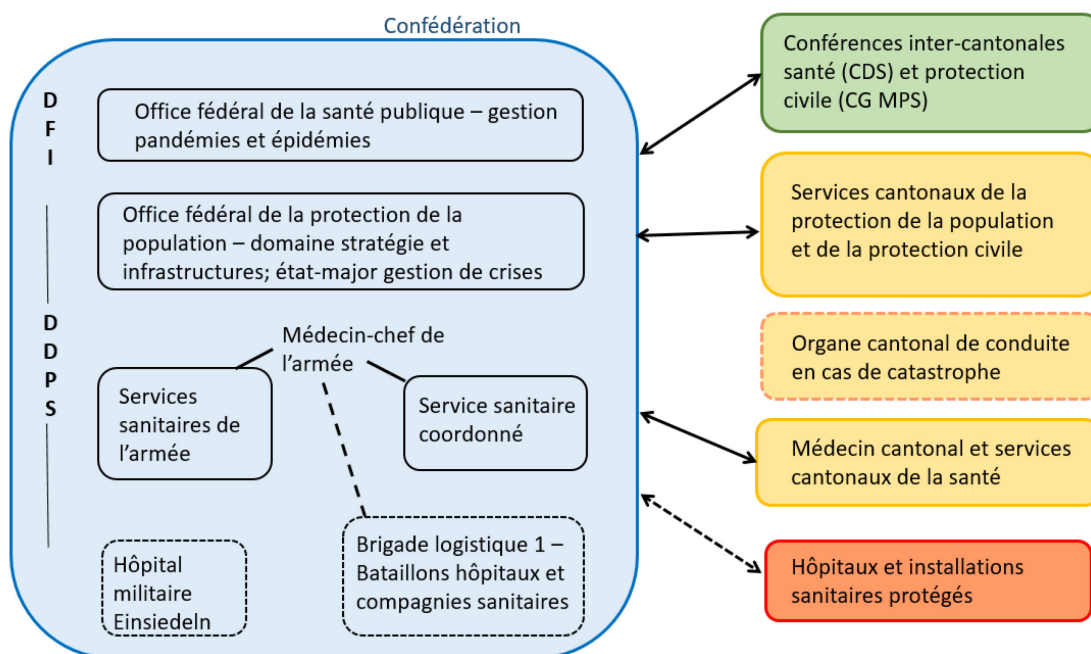 Confédération
D
F
I
Office fédéral de la santé publique – gestion
pandémies et épidémies
Office fédéral de la protection de la
population – domaine stratégie et
infrastructures; état-major gestion de crises
D
D
P
S
Médecin-chef de
l’armée
Services
sanitaires de
l’armée
Service sanitaire
coordonné
Hôpital
militaire
Einsiedeln
Brigade logistique 1 –
Bataillons hôpitaux et
compagnies sanitaires
Conférences inter-cantonales
santé (CDS) et protection
civile (CG MPS)
Services cantonaux de la
protection de la population
et de la protection civile
Organe cantonal de conduite
en cas de catastrophe
Médecin cantonal et services
cantonaux de la santé
Hôpitaux et installations
sanitaires protégés